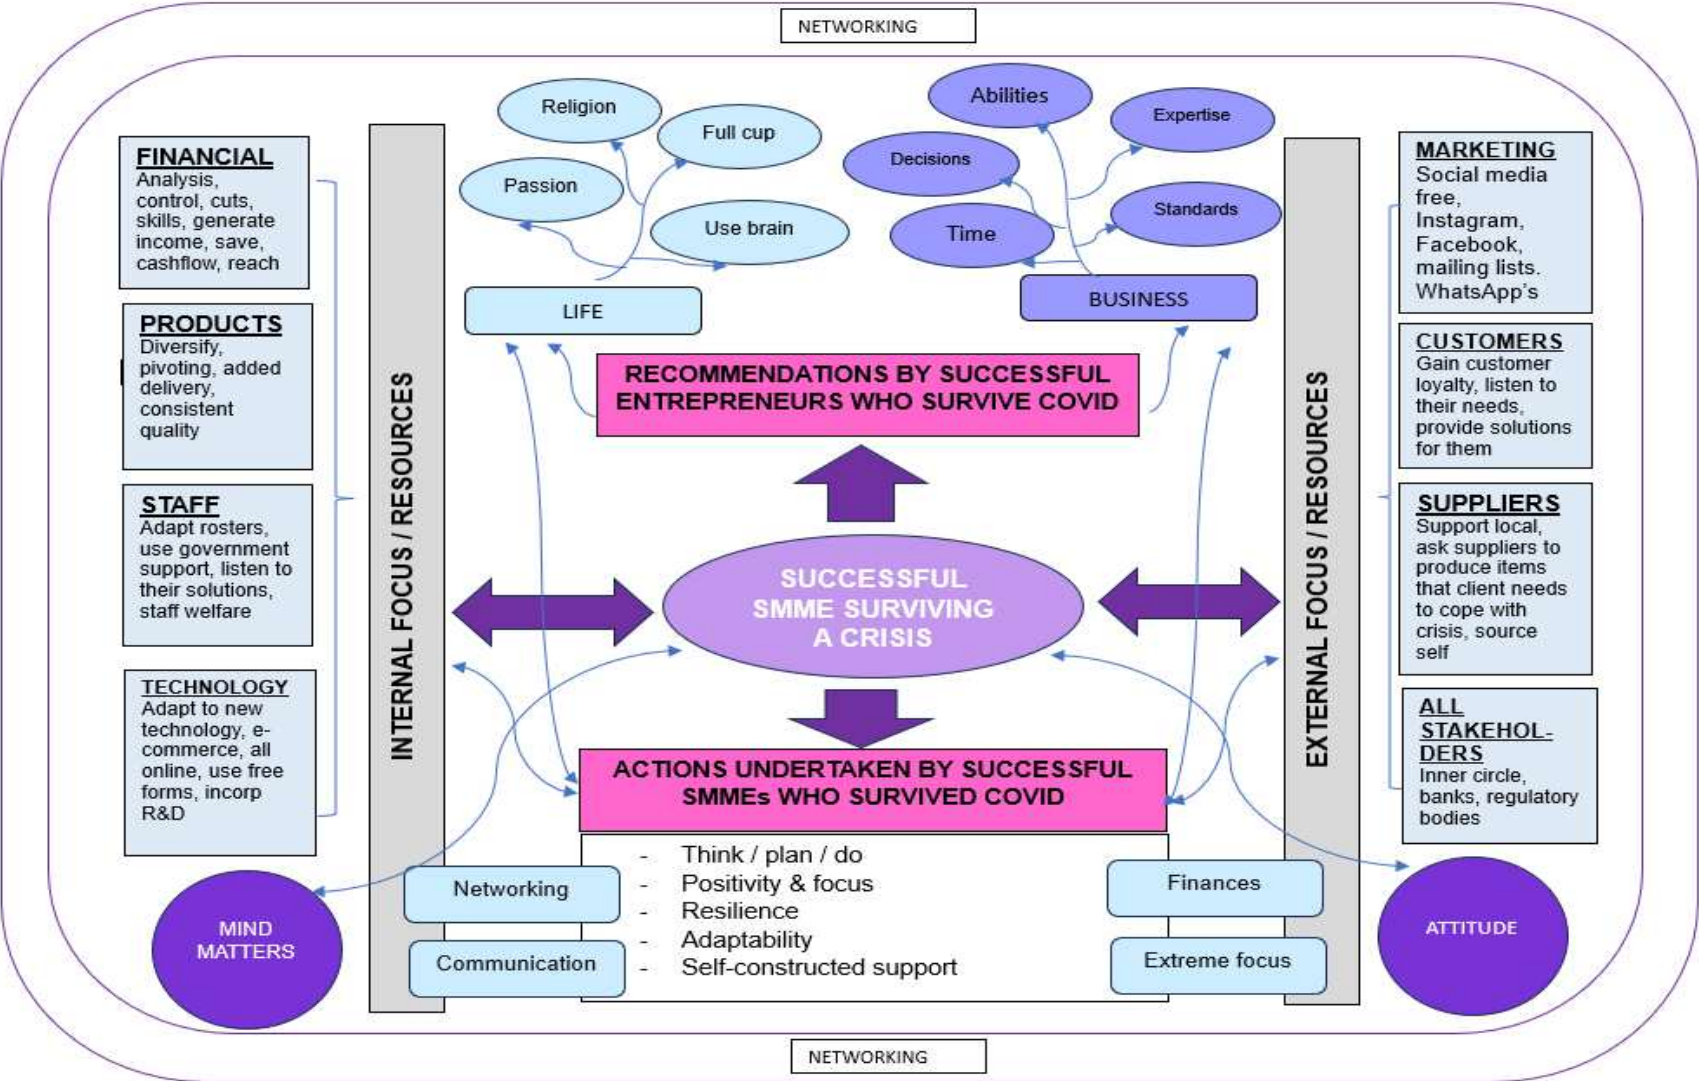 NETWORKING
FINANCIAL
Analysis,
control, cuts,
skills, generate
income, save,
cashflow, reach
PRODUCTS
Diversify,
pivoting, added
delivery,
consistent
quality
STAFF
Adapt rosters,
use government
support, listen to
their solutions,
staff welfare
TECHNOLOGY
Adapt to new
technology, e-
commerce, all
online, use free
forms, incorp
R&D
MIND
MATTERS
INTERNAL FOCUS / RESOURCES
Religion
Full cup
Passion
Use brain
LIFE
Abilities
Expertise
Decisions
Standards
Time
BUSINESS
RECOMMENDATIONS BY SUCCESSFUL
ENTREPRENEURS WHO SURVIVE COVID
SUCCESSFUL
SMME SURVIVING
A CRISIS
ACTIONS UNDERTAKEN BY SUCCESSFUL
SMMEs WHO SURVIVED COVID
- Think / plan / do
- Positivity & focus
- Resilience
- Adaptability
- Self-constructed support
Networking
Communication
Finances
Extreme focus
EXTERNAL FOCUS / RESOURCES
MARKETING
Social media
free,
Instagram,
Facebook,
mailing lists.
WhatsApp's
CUSTOMERS
Gain customer
loyalty, listen to
their needs,
provide solutions
for them
SUPPLIERS
Support local,
ask suppliers to
produce items
that client needs
to cope with
crisis, source
self
ALL
STAKEHOL-
DERS
Inner circle,
banks, regulatory
bodies
ATTITUDE
NETWORKING